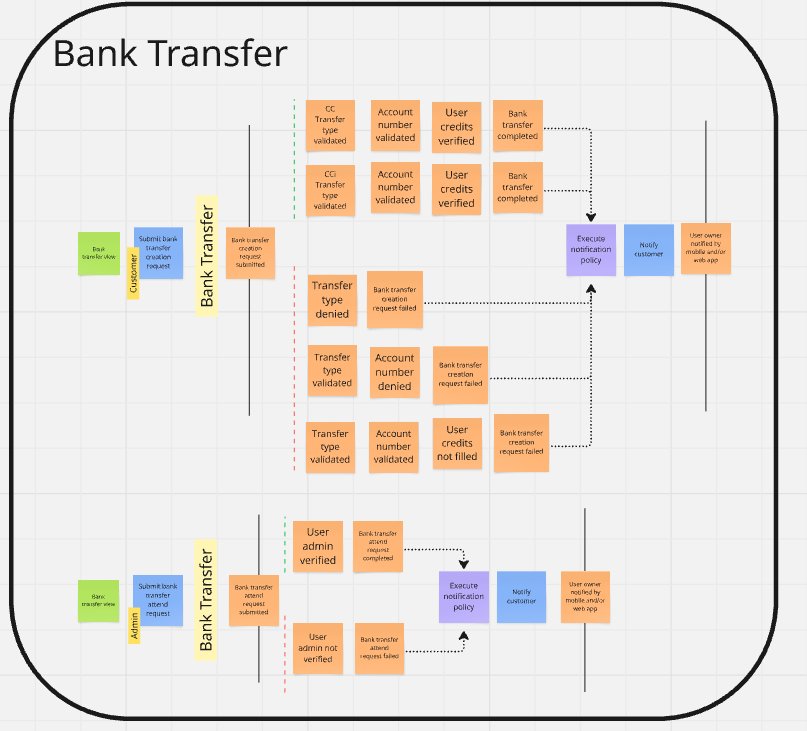 Bank Transfer
CC
Transfer
type
validated
Account
number
validated
User
credits
verified
Bank
transfer
completed
CCi
Transfer
type
validated
Account
number
validated
User
credits
verified
Bank
transfer
completed
Bank
transfer view
Submit bank
transfer
creation
request
Customer
Bank Transfer
Bank transfer
creation
request
submitted
Execute
notification
policy
Notify
customer
User owner
notified by
mobile and/or
web app
Transfer
type
denied
Bank transfer
creation
request failed
Transfer
type
validated
Account
number
denied
Bank transfer
creation
request failed
Transfer
type
validated
Account
number
validated
User
credits
not filled
Bank transfer
creation
request failed
Bank
transfer view
Submit bank
transfer
attend
request
Admin
Bank Transfer
Bank transfer
attend
request
submitted
User
admin
verified
Bank transfer
attend
request
completed
Execute
notification
policy
Notify
customer
User owner
notified by
mobile and/or
web app
User
admin not
verified
Bank transfer
attend
request failed